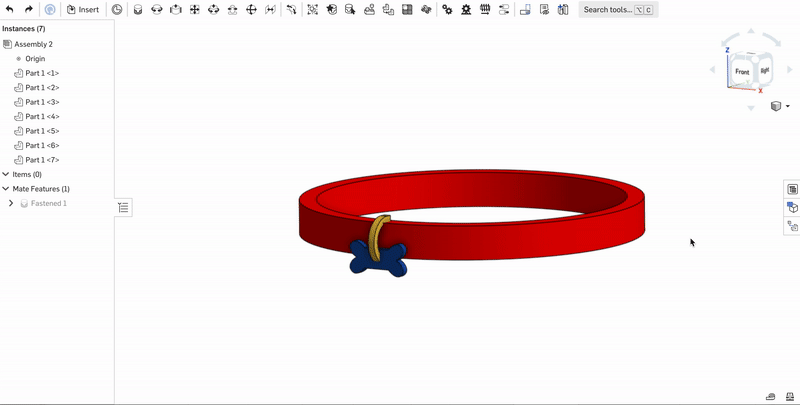 Insert
Search tools... ⌥ C
Instances (7)
Assembly 2
Origin
Part 1 <1>
Part 1 <2>
Part 1 <3>
Part 1 <4>
Part 1 <5>
Part 1 <6>
Part 1 <7>
Items (0)
Mate Features (1)
Fastened 1
Z
Front
Right
X